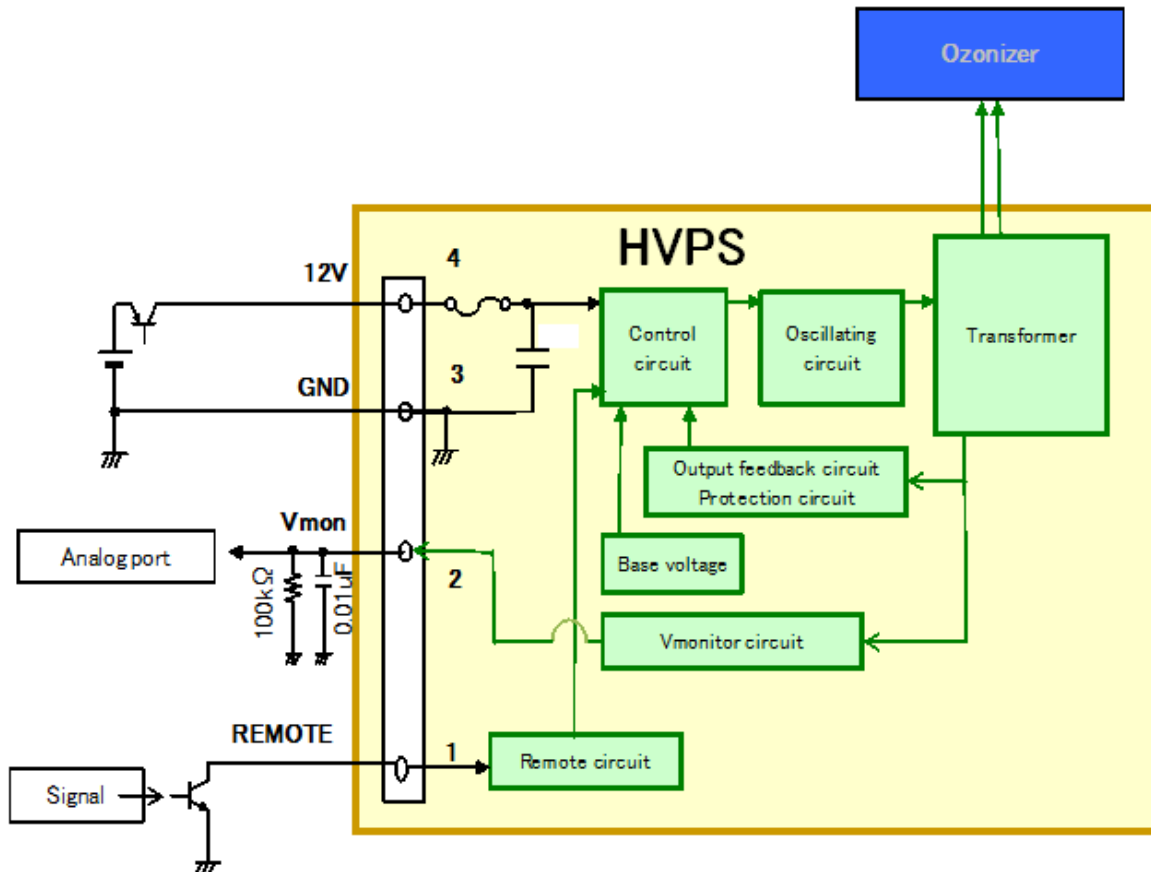 Ozonizer
HVPS
12V
4
Control
circuit
Oscillating
circuit
Transformer
GND
3
Output feedback circuit
Protection circuit
Vmon
Analog port
100kΩ
0.01uF
2
Base voltage
Vmonitor circuit
REMOTE
1
Remote circuit
Signal